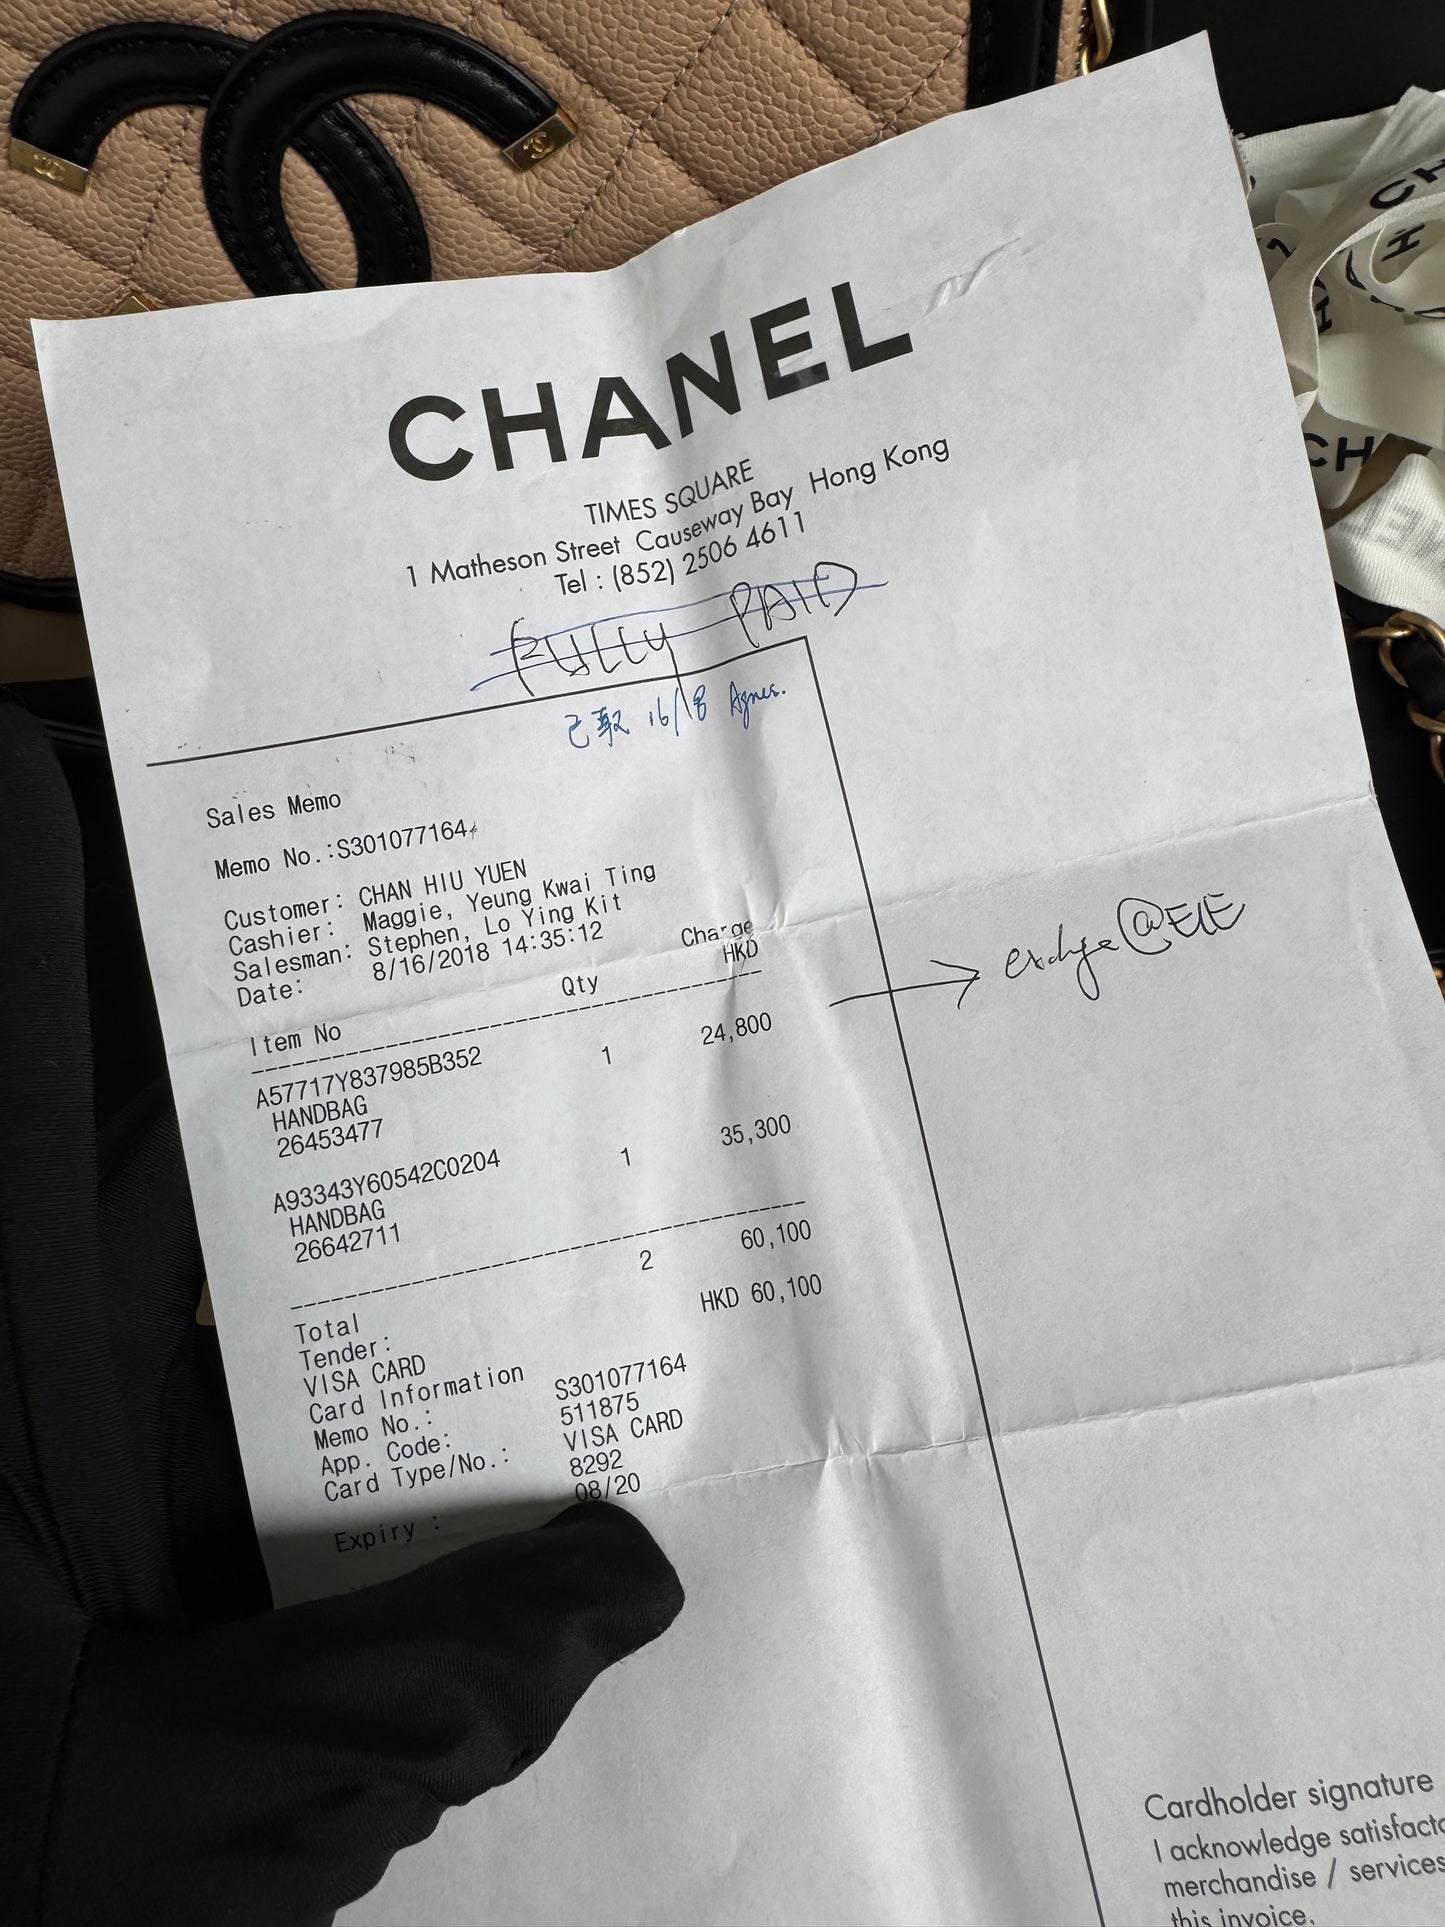 CHANEL
TIMES SQUARE
1 Matheson Street Causeway Bay Hong Kong
Tel : (852) 2506 4611
FULLY PAID
已取 16/18 Agnes.
Sales Memo
Memo No.:S301077164
Customer: CHAN HIU YUEN
Cashier: Maggie, Yeung Kwai Ting
Salesman: Stephen, Lo Ying Kit
Date: 8/16/2018 14:35:12
Item No Qty Charge
HKD
A57717Y837985B352 1 24,800
HANDBAG
26453477
→ @EIE
A93343Y60542C0204 1 35,300
HANDBAG
26642711
Total 2 60,100
Tender:
VISA CARD HKD 60,100
Card Information
Memo No.: S301077164
App. Code: 511875
Card Type/No.: VISA CARD
8292
Expiry : 08/20
Cardholder signature
I acknowledge
merchandise / services
this invoice.
CH
CH